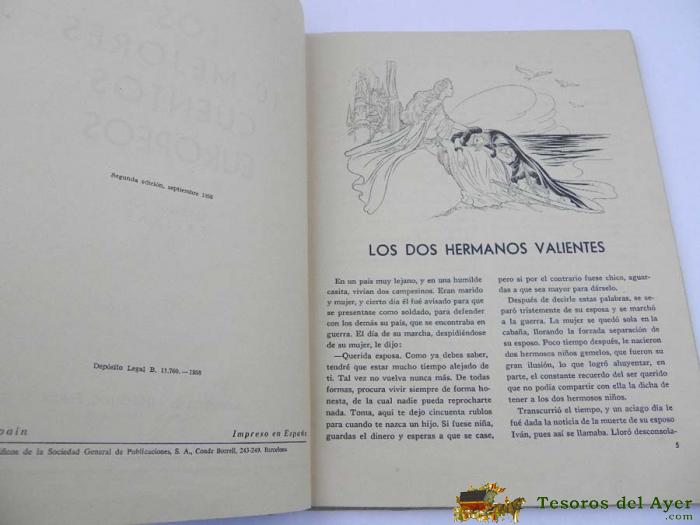 LOS
10 MEJORES
CUENTOS
EUROPEOS
Segunda edición, septiembre 1958
Depósito Legal B. 11.760.—1958
pain
Impreso en Españ
ficos de la Sociedad General de Publicaciones, S. A., Conde Borrell, 243-249. Barcelona
LOS DOS HERMANOS VALIENTES
En un país muy lejano, y en una humilde
casita, vivían dos campesinos. Eran marido
y mujer, y cierto día él fué avisado para que
se presentase como soldado, para defender
con los demás su país, que se encontraba en
guerra. El día de su marcha, despidiéndose
de su mujer, le dijo:
—Querida esposa. Como ya debes saber,
tendré que estar mucho tiempo alejado de
ti. Tal vez no vuelva nunca más. De todas
formas, procura vivir siempre de forma ho-
nesta, de la cual nadie pueda reprocharte
nada. Toma, aquí te dejo cincuenta rublos
para cuando te nazca un hijo. Si fuese niña,
guardas el dinero y esperas a que se case,
pero si por el contrario fuese chico, aguar-
das a que sea mayor para dárselo.
Después de decirle estas palabras, se se-
paró tristemente de su esposa y se marchó
a la guerra. La mujer se quedó sola en la
cabaña, llorando la forzada separación de
su esposo. Poco tiempo después, le nacieron
dos hermosos niños gemelos, que fueron su
gran ilusión, lo que logró ahuyentar, en
parte, el constante recuerdo del ser querido
que no podía compartir con ella la dicha de
tener a los dos hermosos niños.
Transcurrió el tiempo, y un aciago día le
fué dada la noticia de la muerte de su esposo
Iván, pues así se llamaba. Lloró desconsola-
5
Tesoros del Ayer.com